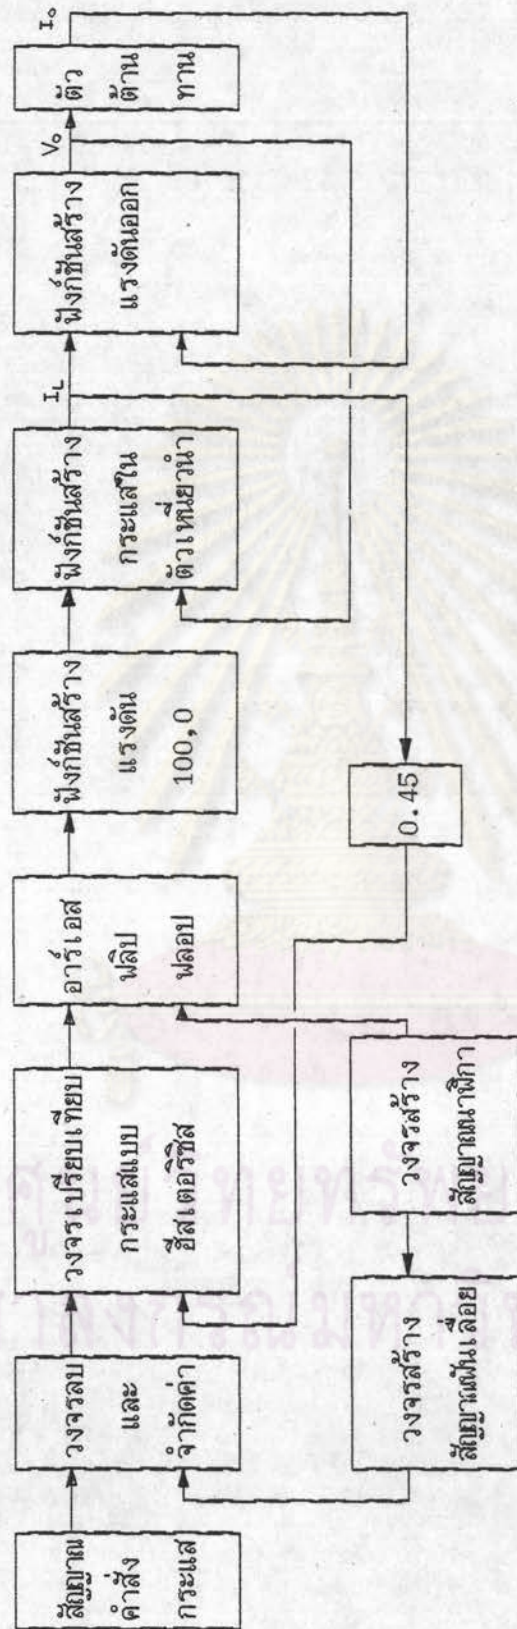 สัญญาณ
คำสั่ง
กระแส
วงจรลบ
และ
จำกัดค่า
วงจรเปรียบเทียบ
กระแสแบบ
ฮีสเตอริซิส
อาร์เอส
ฟลิป
ฟลอป
ฟังก์ชันสร้าง
แรงดัน
100,0
ฟังก์ชันสร้าง
กระแสใน
ตัวเหนี่ยวนำ
I_L
ฟังก์ชันสร้าง
แรงดันออก
V_o
ตัว
ต้าน
ทาน
I_o
0.45
วงจรสร้าง
สัญญาณนาฬิกา
วงจรสร้าง
สัญญาณฟันเลื่อย